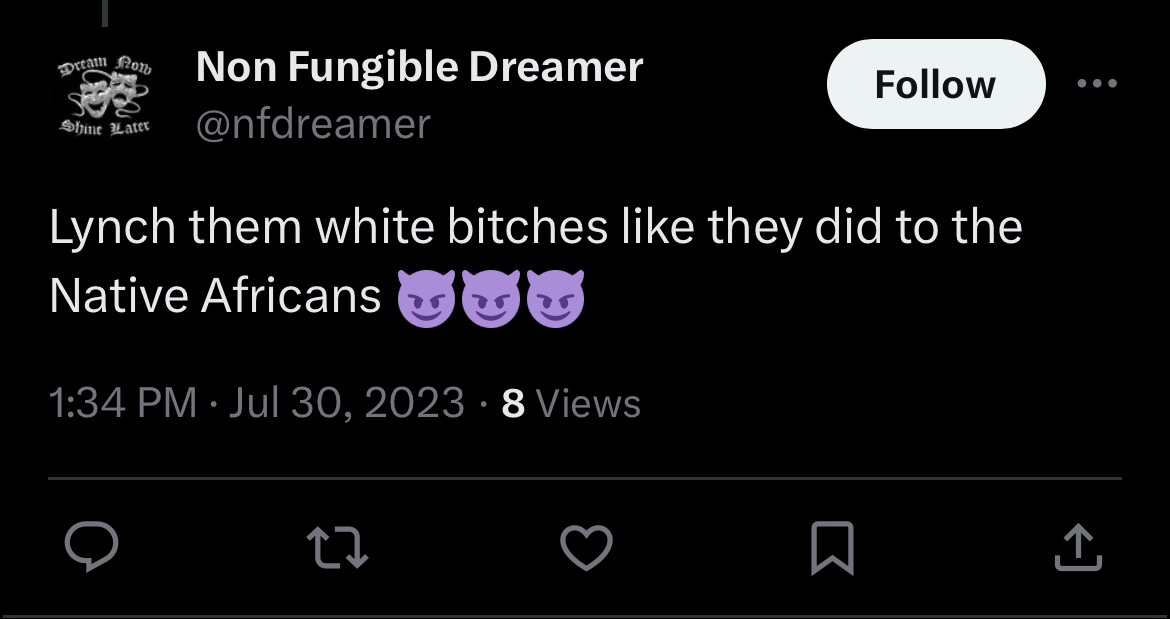 Dream Now
Shine Later
Non Fungible Dreamer
@nfdreamer
Follow
Lynch them white bitches like they did to the
Native Africans 😈😈😈
1:34 PM · Jul 30, 2023 · 8 Views